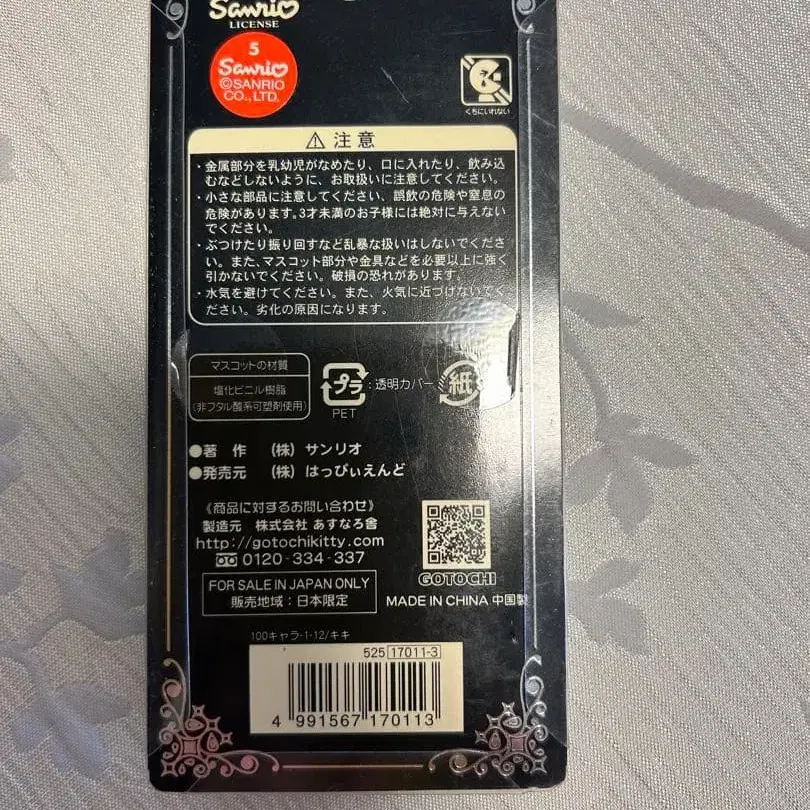 Sanrio
LICENSE
5
Sanrio
©SANRIO
CO., LTD.
くちにいれない
⚠ 注意
・金属部分を乳幼児がなめたり、口に入れたり、飲み込
むなどしないように、お取扱いに注意してください。
・小さな部品に注意してください、誤飲の危険や窒息の
危険があります。3才未満のお子様には絶対に与えない
でください。
・ぶつけたり振り回すなど乱暴な扱いはしないでくださ
い。また、マスコット部分や金具などを必要以上に強く
引かないでください。破損の恐れがあります。
・水気を避けてください。また、火気に近づけないでく
ださい。劣化の原因になります。
マスコットの材質
塩化ビニル樹脂
(非フタル酸系可塑剤使用)
プラ:透明カバー 紙
PET
●著 作 (株) サンリオ
●発売元 (株) はっぴぃえんど
《商品に対するお問い合わせ》
製造元 株式会社 あすなろ舎
http://gotochikitty.com
0120-334-337
GOTOCHI
FOR SALE IN JAPAN ONLY
販売地域:日本限定
MADE IN CHINA 中国製
100キャラ-1-12/キキ
525 17011-3
4 991567 170113